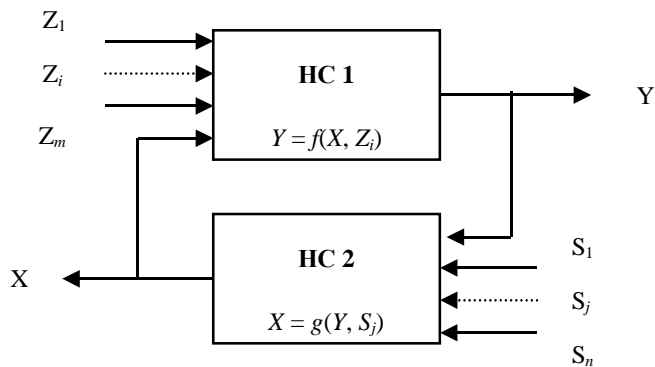 Z₁
HC 1
Zᵢ
Y
Zₘ
Y = f(X, Zᵢ)
HC 2
S₁
X
Sⱼ
X = g(Y, Sⱼ)
Sₙ